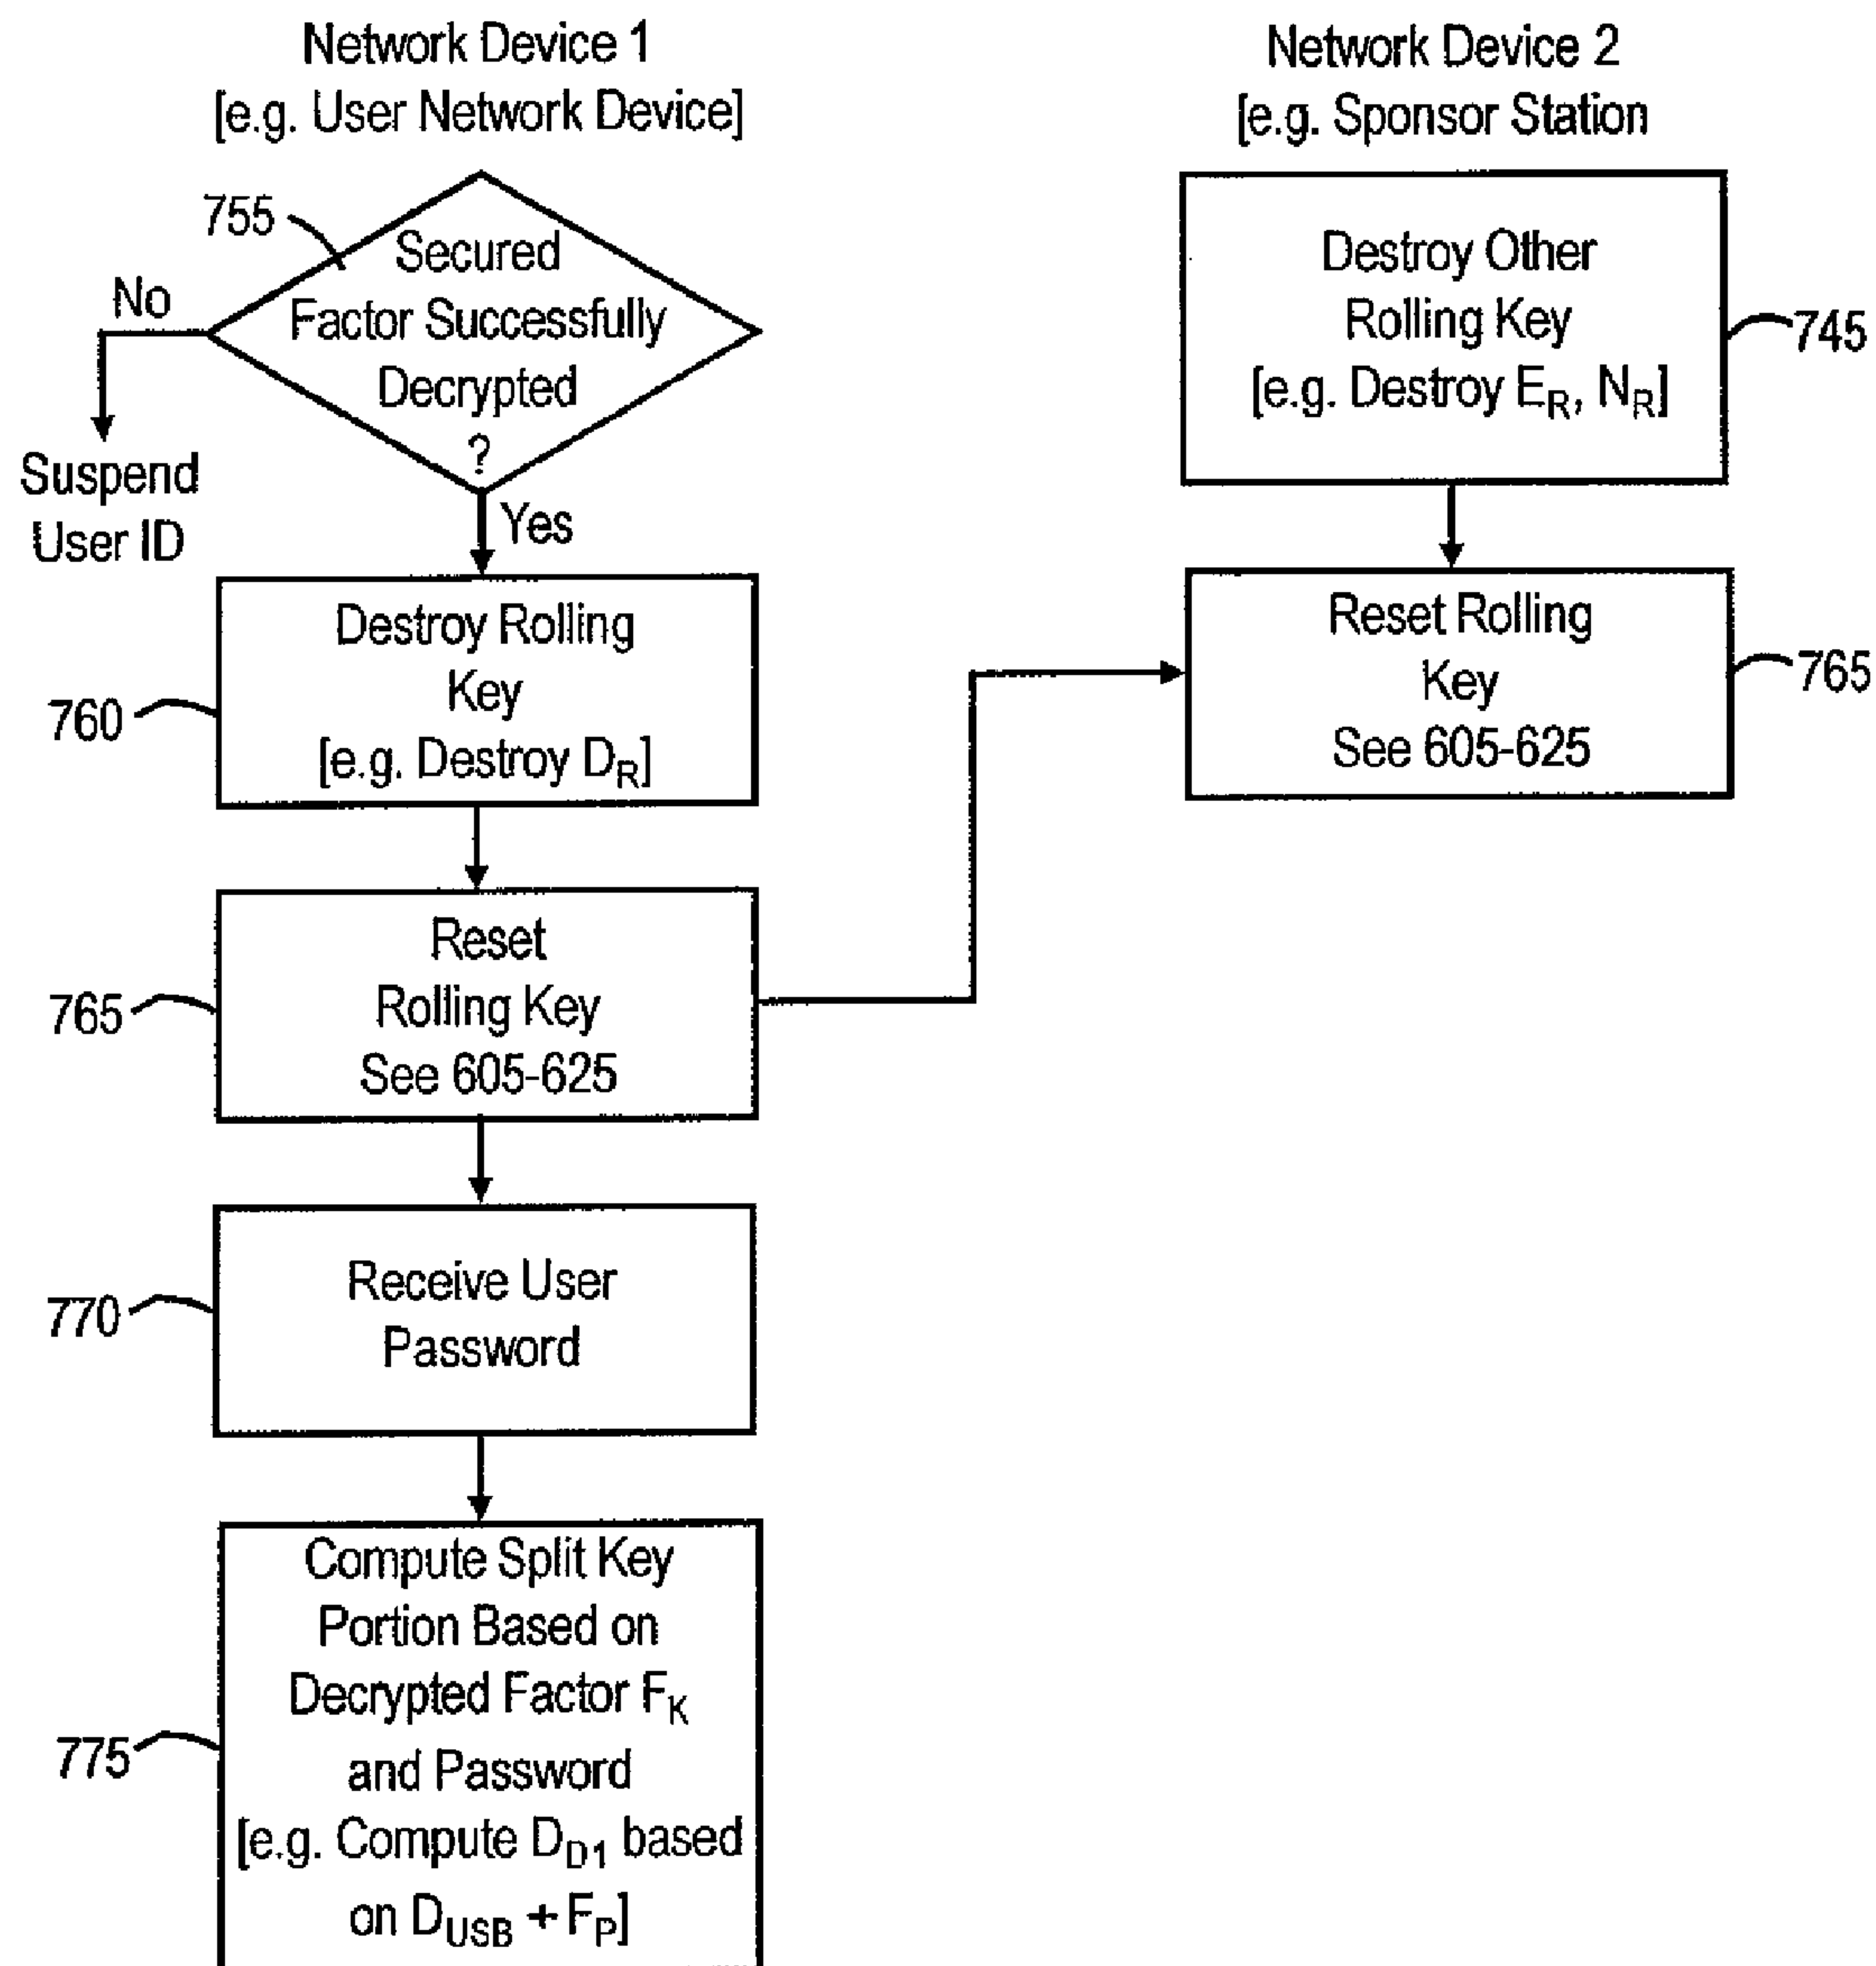 Network Device 1
[e.g. User Network Device]
755
No
Secured
Factor Successfully
Decrypted
?
Suspend
User ID
Yes
760
Destroy Rolling
Key
[e.g. Destroy D_R]
765
Reset
Rolling Key
See 605-625
770
Receive User
Password
775
Compute Split Key
Portion Based on
Decrypted Factor F_K
and Password
[e.g. Compute D_D1 based
on D_USB + F_P]
Network Device 2
[e.g. Sponsor Station
Destroy Other
Rolling Key
[e.g. Destroy E_R, N_R]
745
Reset Rolling
Key
See 605-625
765